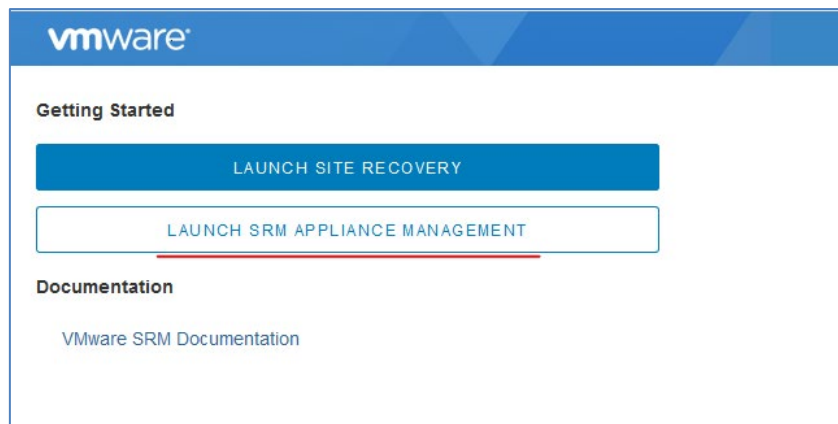 vmware
Getting Started
LAUNCH SITE RECOVERY
LAUNCH SRM APPLIANCE MANAGEMENT
Documentation
VMware SRM Documentation